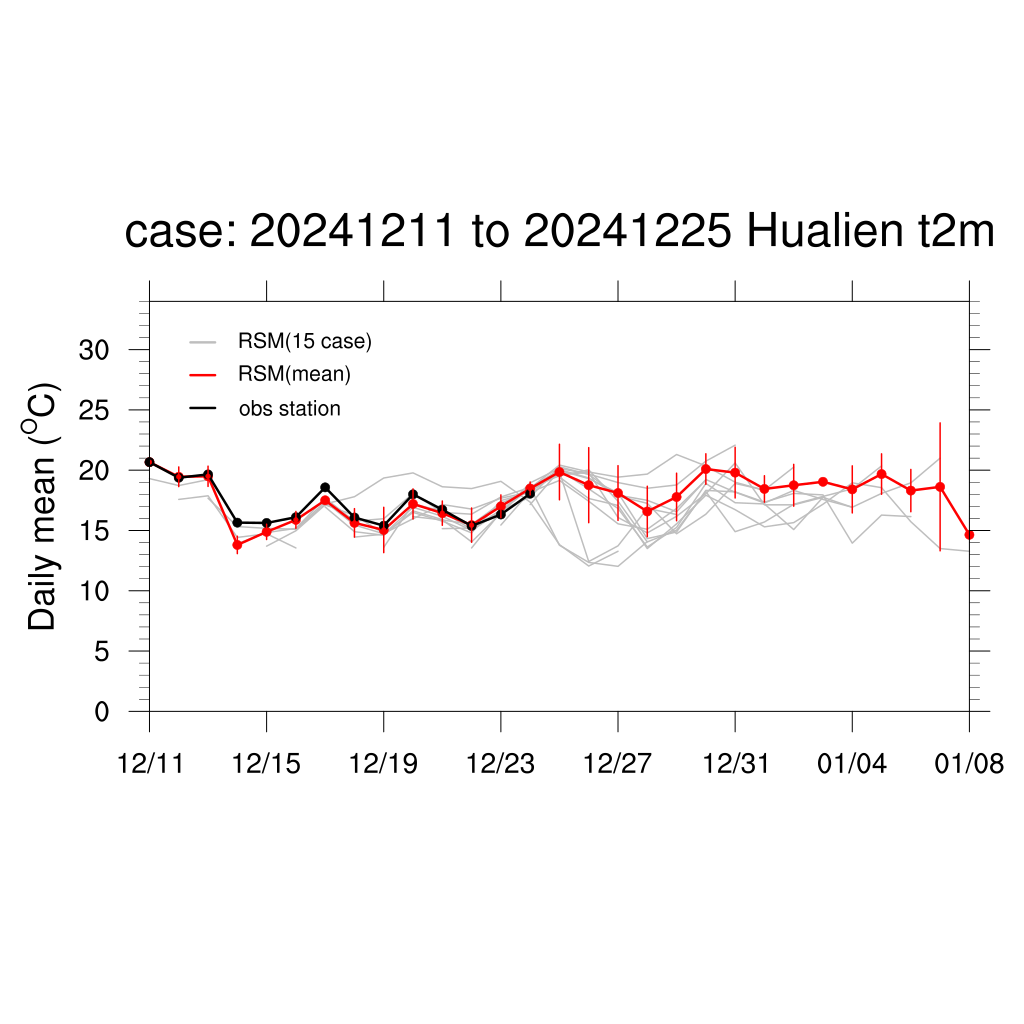 case: 20241211 to 20241225 Hualien t2m
RSM(15 case)
RSM(mean)
obs station
Daily mean (°C)
30
25
20
15
10
5
0
12/11 12/15 12/19 12/23 12/27 12/31 01/04 01/08